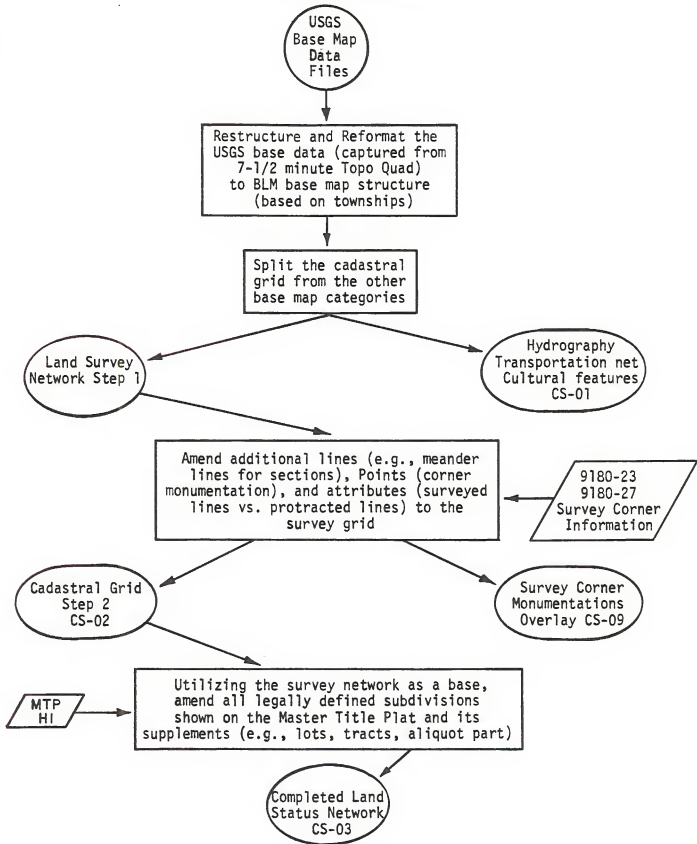 USGS
Base Map
Data
Files
Restructure and Reformat the
USGS base data (captured from
7-1/2 minute Topo Quad)
to BLM base map structure
(based on townships)
Split the cadastral
grid from the other
base map categories
Land Survey
Network Step 1
Hydrography
Transportation net
Cultural features
CS-01
Amend additional lines (e.g., meander
lines for sections), Points (corner
monumentation), and attributes (surveyed
lines vs. protracted lines) to the
survey grid
9180-23
9180-27
Survey Corner
Information
Cadastral Grid
Step 2
CS-02
Survey Corner
Monumentations
Overlay CS-09
MTP
HI
Utilizing the survey network as a base,
amend all legally defined subdivisions
shown on the Master Title Plat and its
supplements (e.g., lots, tracts, aliquot part)
Completed Land
Status Network
CS-03